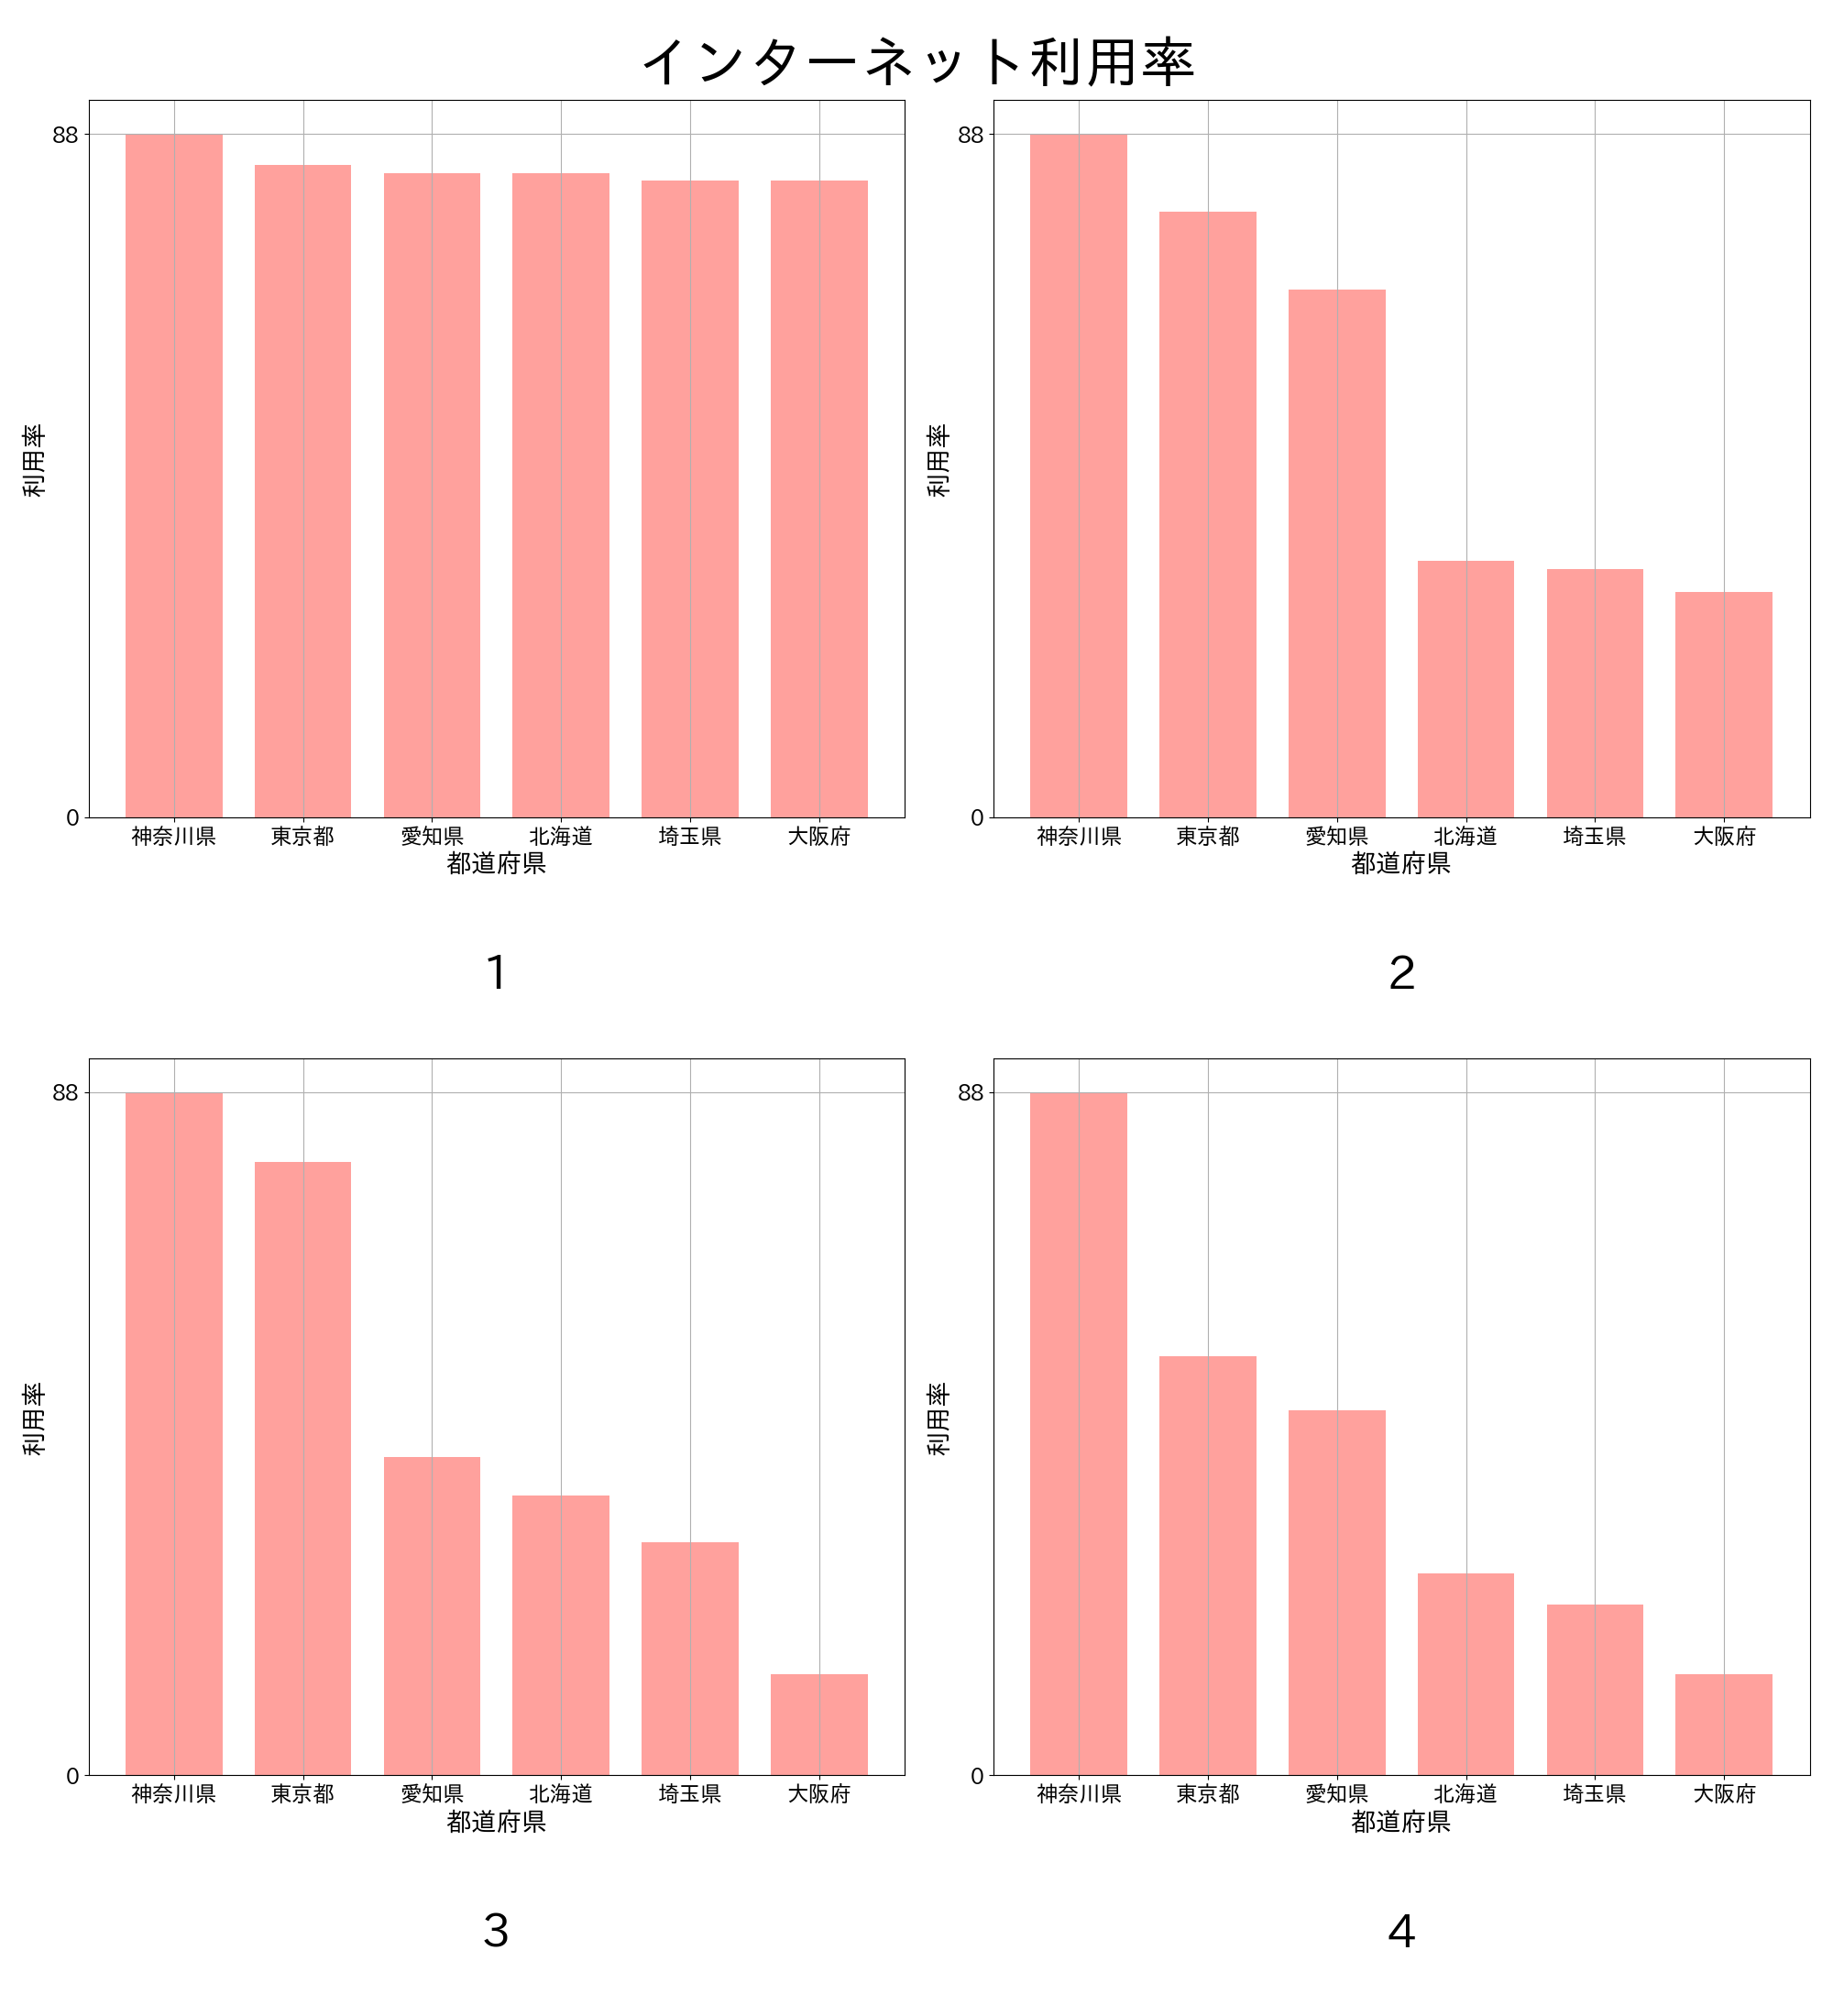 インターネット利用率
88
0
利用率
神奈川県 東京都 愛知県 北海道 埼玉県 大阪府
都道府県
1
88
0
利用率
神奈川県 東京都 愛知県 北海道 埼玉県 大阪府
都道府県
2
88
0
利用率
神奈川県 東京都 愛知県 北海道 埼玉県 大阪府
都道府県
3
88
0
利用率
神奈川県 東京都 愛知県 北海道 埼玉県 大阪府
都道府県
4